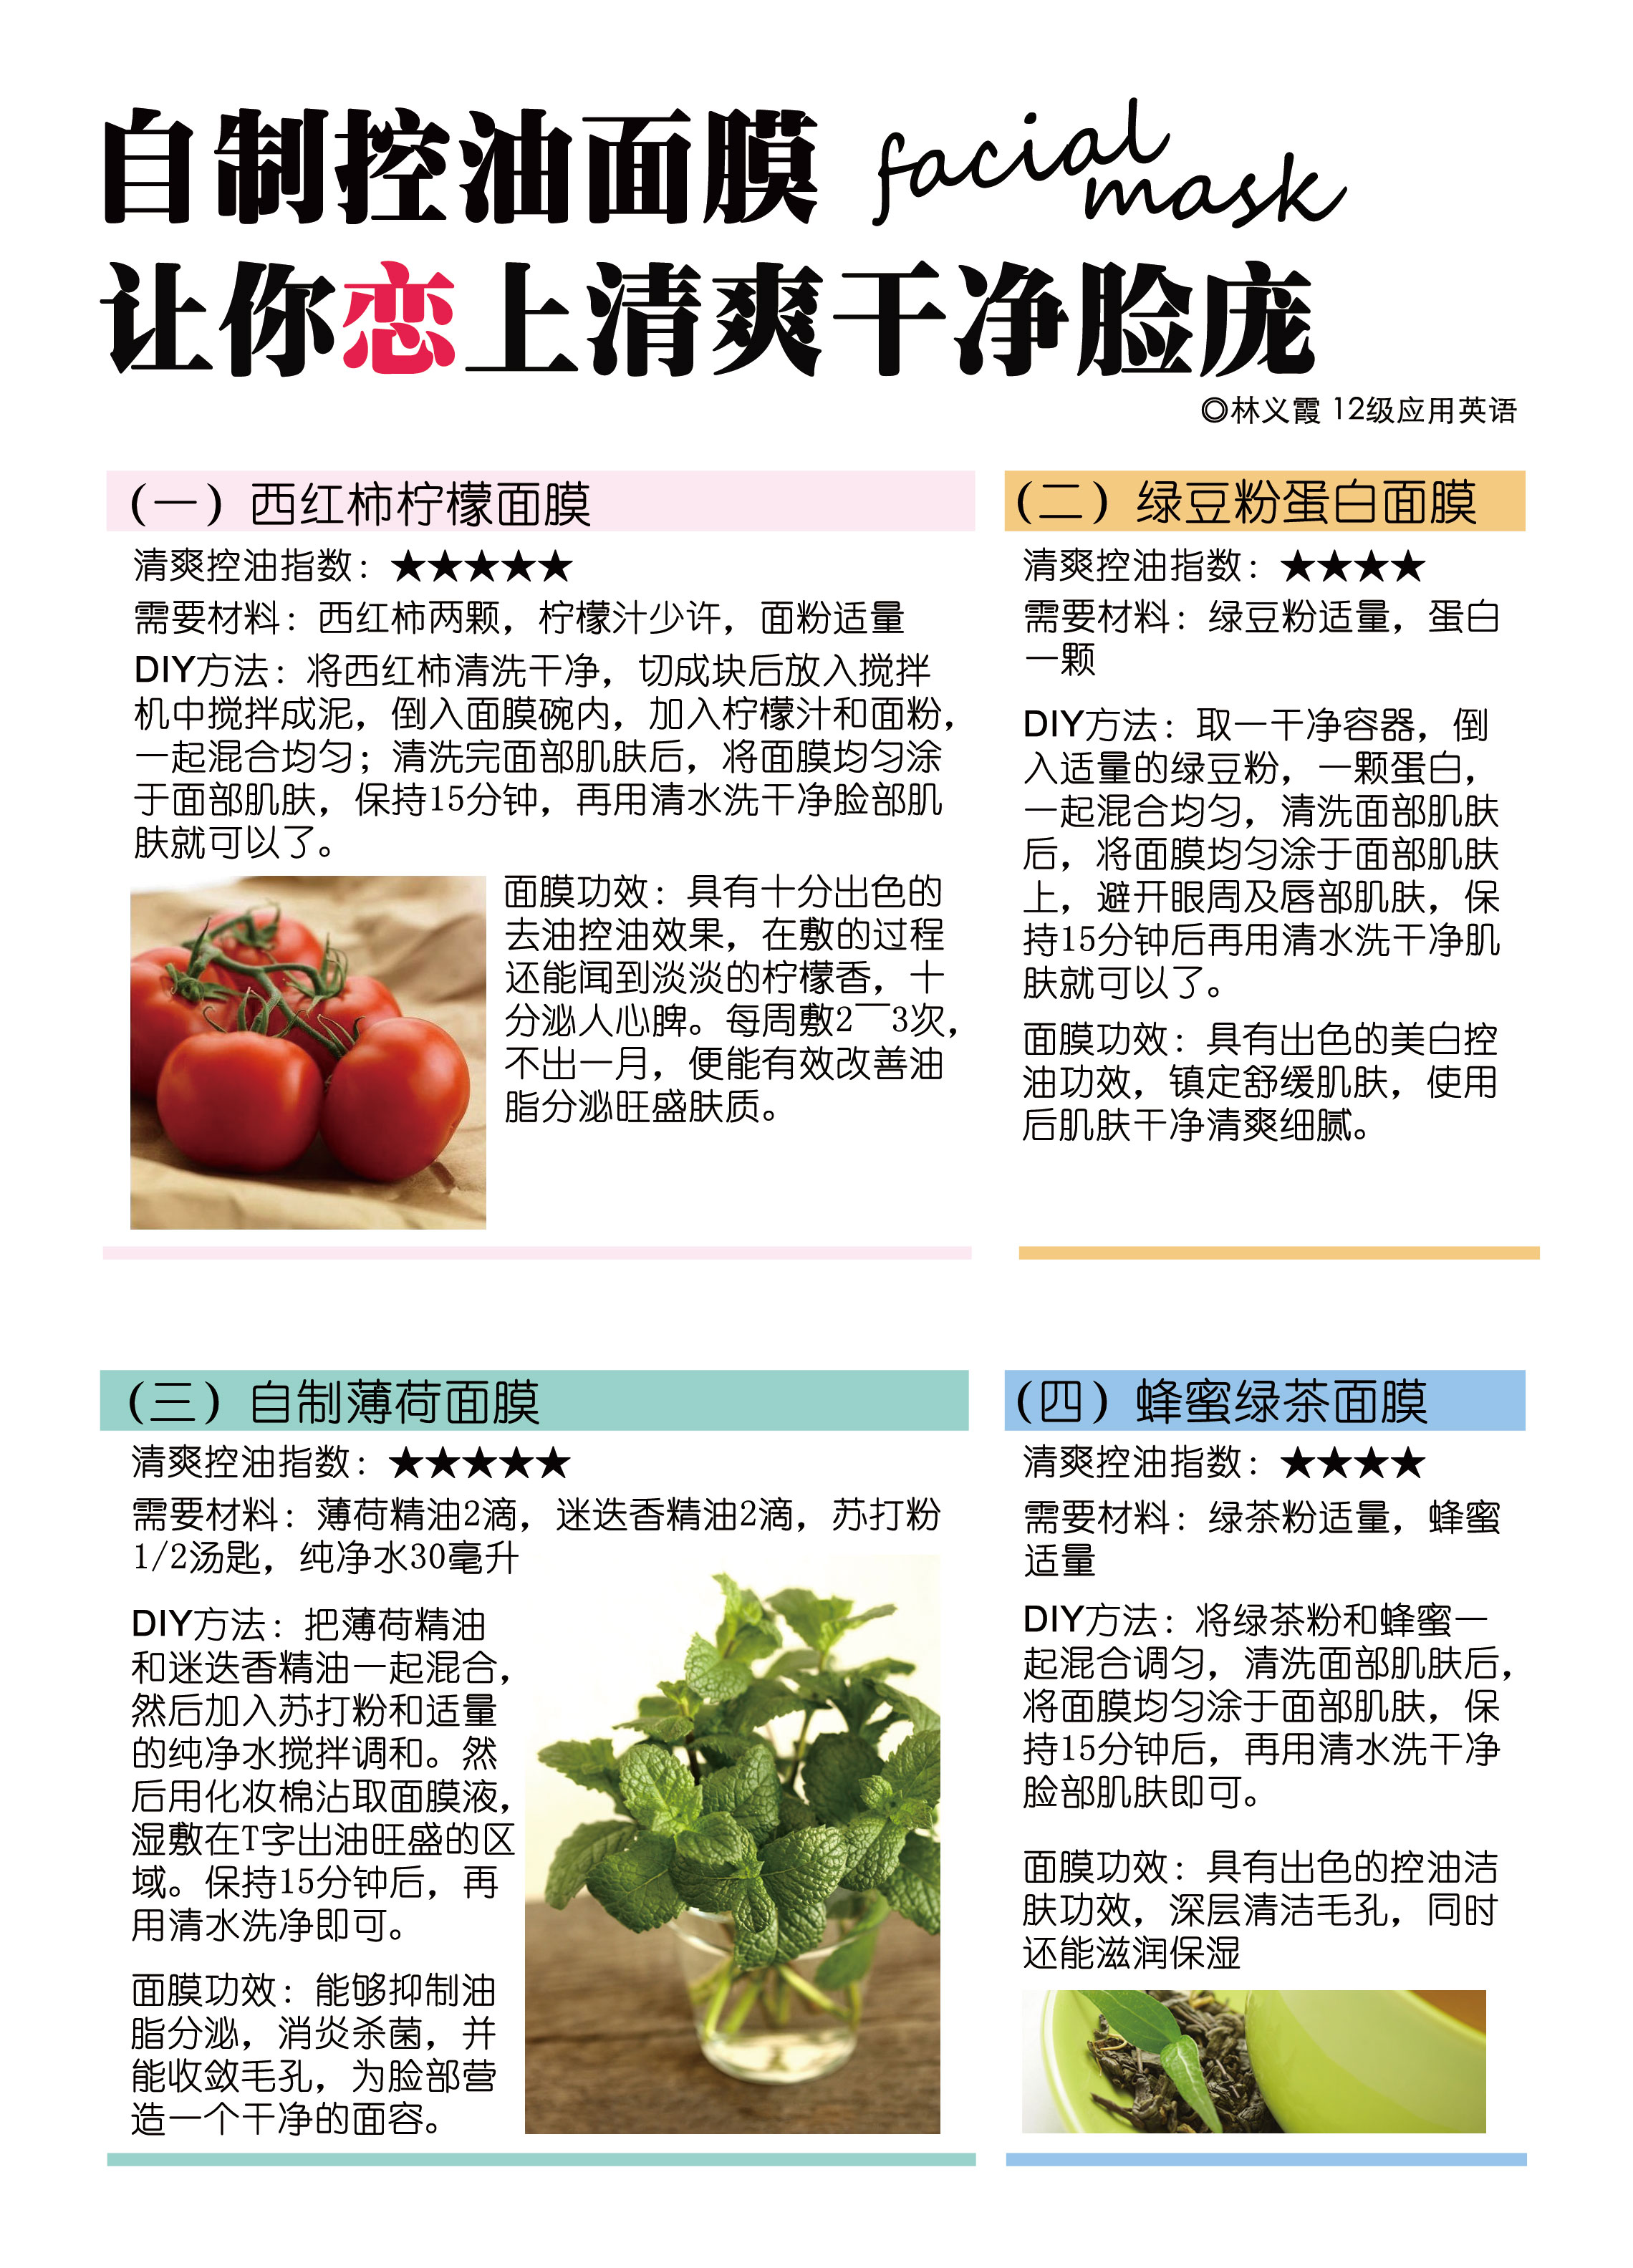 自制控油面膜 facial mask
让你恋上清爽干净脸庞
◎林义霞 12级应用英语
（一）西红柿柠檬面膜
清爽控油指数：★★★★★
需要材料：西红柿两颗，柠檬汁少许，面粉适量
DIY方法：将西红柿清洗干净，切成块后放入搅拌
机中搅拌成泥，倒入面膜碗内，加入柠檬汁和面粉，
一起混合均匀；清洗完面部肌肤后，将面膜均匀涂
于面部肌肤，保持15分钟，再用清水洗干净脸部肌
肤就可以了。
面膜功效：具有十分出色的
去油控油效果，在敷的过程
还能闻到淡淡的柠檬香，十
分泌人心脾。每周敷2￣3次，
不出一月，便能有效改善油
脂分泌旺盛肤质。
（二）绿豆粉蛋白面膜
清爽控油指数：★★★★
需要材料：绿豆粉适量，蛋白
一颗
DIY方法：取一干净容器，倒
入适量的绿豆粉，一颗蛋白，
一起混合均匀，清洗面部肌肤
后，将面膜均匀涂于面部肌肤
上，避开眼周及唇部肌肤，保
持15分钟后再用清水洗干净肌
肤就可以了。
面膜功效：具有出色的美白控
油功效，镇定舒缓肌肤，使用
后肌肤干净清爽细腻。
（三）自制薄荷面膜
清爽控油指数：★★★★★
需要材料：薄荷精油2滴，迷迭香精油2滴，苏打粉
1/2汤匙，纯净水30毫升
DIY方法：把薄荷精油
和迷迭香精油一起混合，
然后加入苏打粉和适量
的纯净水搅拌调和。然
后用化妆棉沾取面膜液，
湿敷在T字出油旺盛的区
域。保持15分钟后，再
用清水洗净即可。
面膜功效：能够抑制油
脂分泌，消炎杀菌，并
能收敛毛孔，为脸部营
造一个干净的面容。
（四）蜂蜜绿茶面膜
清爽控油指数：★★★★
需要材料：绿茶粉适量，蜂蜜
适量
DIY方法：将绿茶粉和蜂蜜一
起混合调匀，清洗面部肌肤后，
将面膜均匀涂于面部肌肤，保
持15分钟后，再用清水洗干净
脸部肌肤即可。
面膜功效：具有出色的控油洁
肤功效，深层清洁毛孔，同时
还能滋润保湿